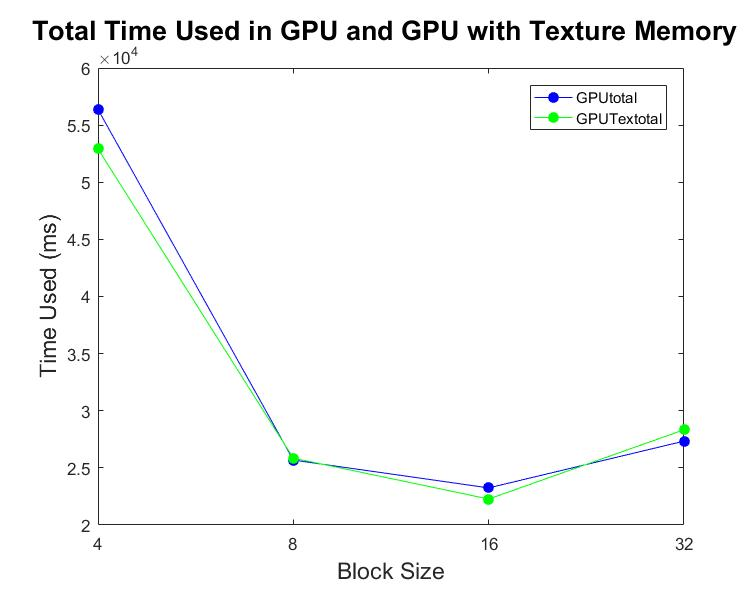 Total Time Used in GPU and GPU with Texture Memory
×10^4
6
5.5
5
4.5
4
3.5
3
2.5
2
Time Used (ms)
GPUtotal
GPUTextotal
4 8 16 32
Block Size